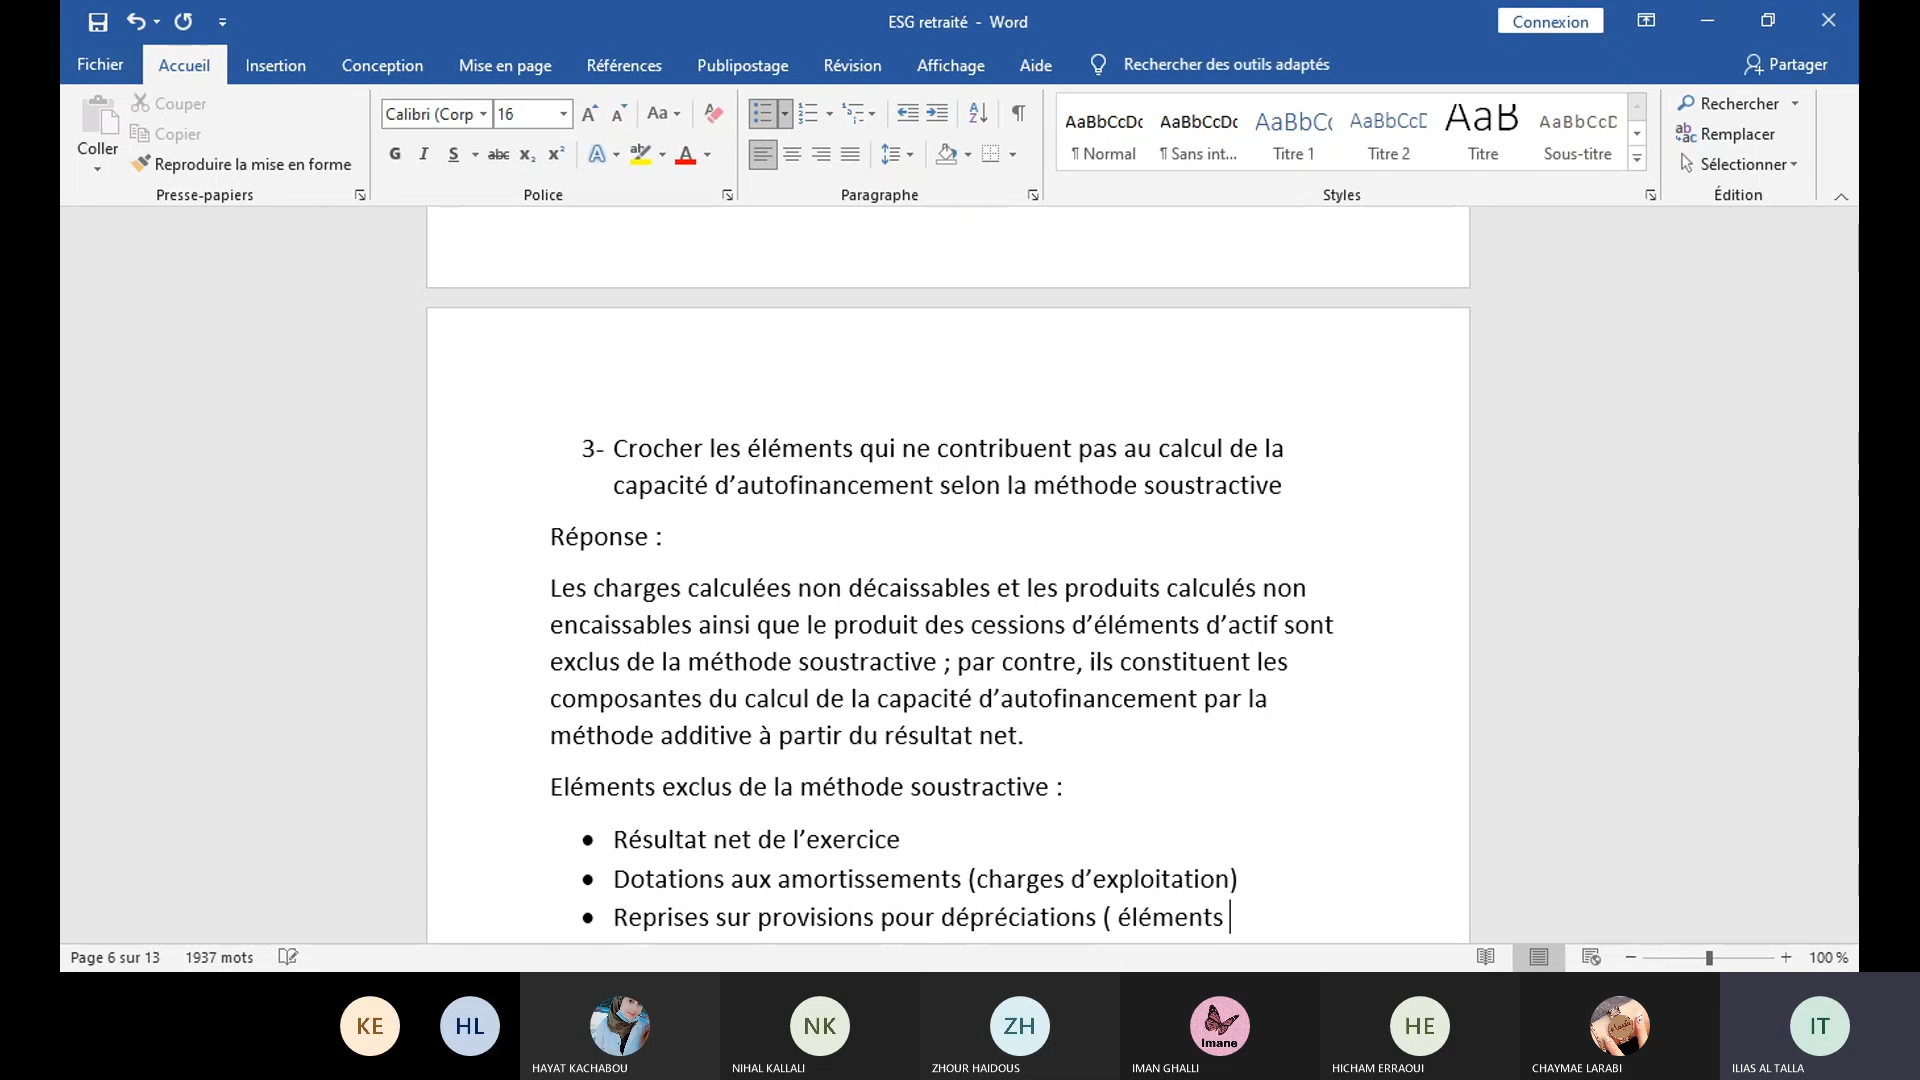 ESG retraité - Word
Connexion
Fichier
Accueil
Insertion
Conception
Mise en page
Références
Publipostage
Révision
Affichage
Aide
Rechercher des outils adaptés
Partager
Coller
Couper
Copier
Reproduire la mise en forme
Presse-papiers
Calibri (Corp
16
Aa
G I S abc x₂ x²
Police
Paragraphe
AaBbCcDc
¶ Normal
AaBbCcDc
¶ Sans int...
AaBbCc
Titre 1
AaBbCcD
Titre 2
AaB
Titre
AaBbCcD
Sous-titre
Styles
Rechercher
Remplacer
Sélectionner
Édition
3- Crocher les éléments qui ne contribuent pas au calcul de la
capacité d’autofinancement selon la méthode soustractive
Réponse :
Les charges calculées non décaissables et les produits calculés non
encaissables ainsi que le produit des cessions d’éléments d’actif sont
exclus de la méthode soustractive ; par contre, ils constituent les
composantes du calcul de la capacité d’autofinancement par la
méthode additive à partir du résultat net.
Eléments exclus de la méthode soustractive :
• Résultat net de l’exercice
• Dotations aux amortissements (charges d’exploitation)
• Reprises sur provisions pour dépréciations ( éléments
Page 6 sur 13
1937 mots
100 %
KE
HL
HAYAT KACHABOU
NK
NIHAL KALLALI
ZH
ZHOUR HAIDOUS
Imane
IMAN GHALLI
HE
HICHAM ERRAOUI
CHAYMAE LARABI
IT
ILIAS AL TALLA